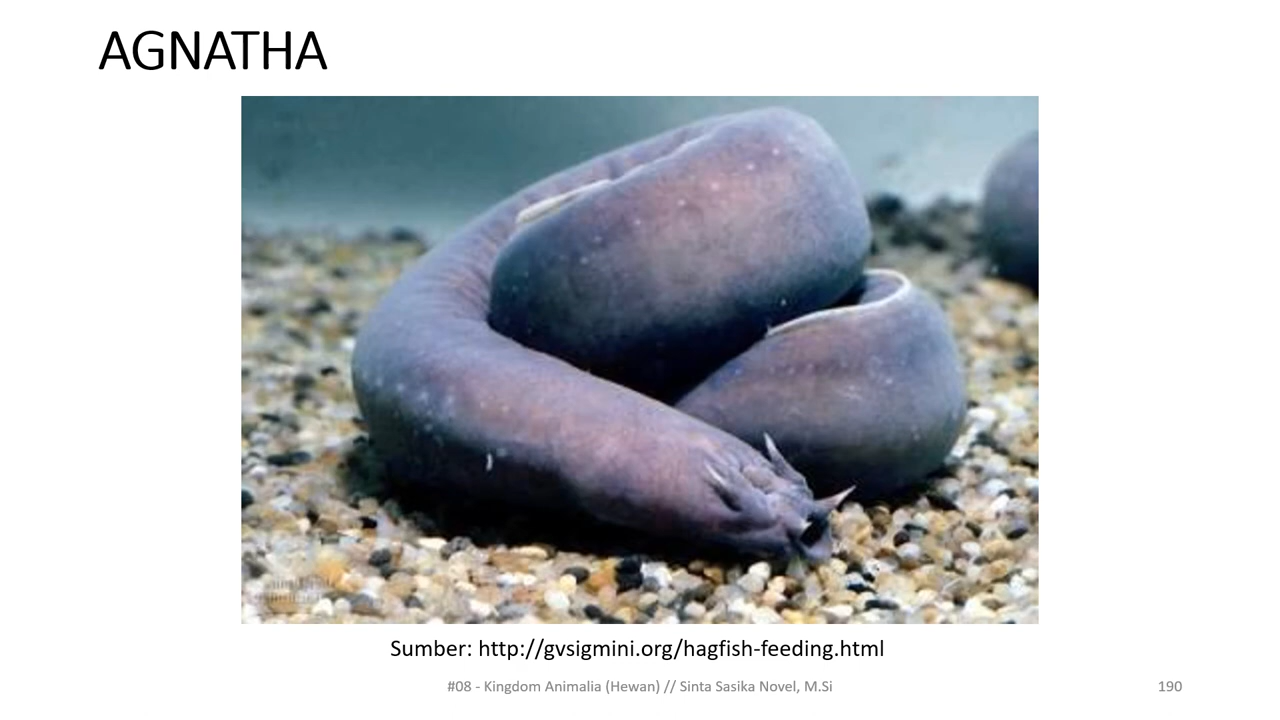 AGNATHA
Sumber: http://gvsigmini.org/hagfish-feeding.html
#08 - Kingdom Animalia (Hewan) // Sinta Sasika Novel, M.Si
190